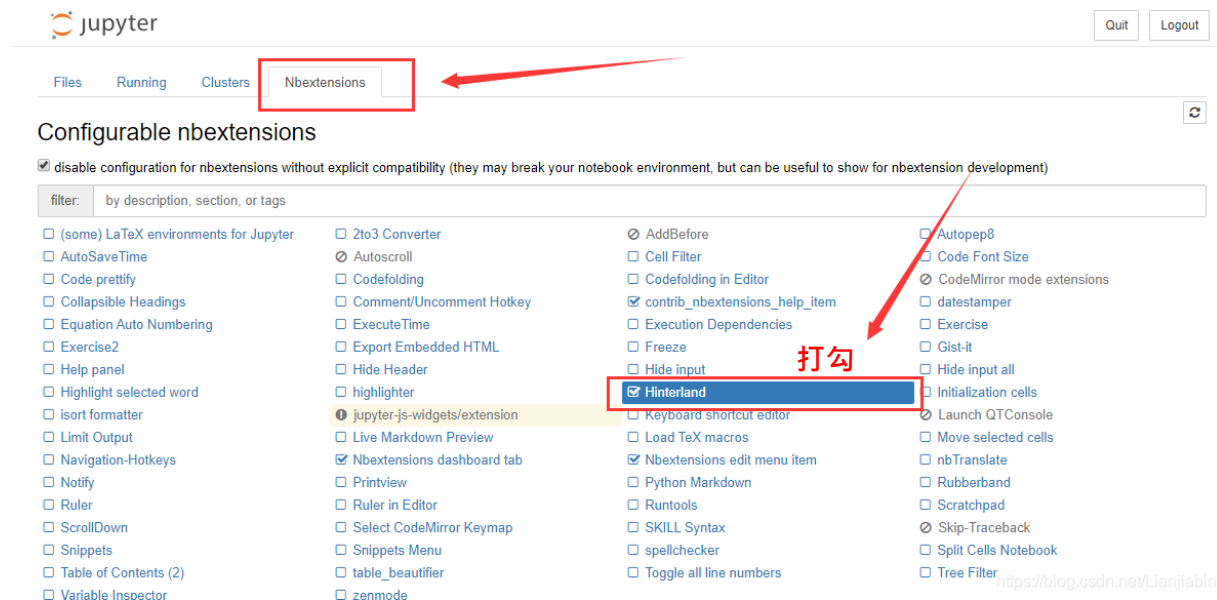 jupyter
Quit
Logout
Files
Running
Clusters
Nbextensions
Configurable nbextensions
disable configuration for nbextensions without explicit compatibility (they may break your notebook environment, but can be useful to show for nbextension development)
filter:
by description, section, or tags
(some) LaTeX environments for Jupyter
2to3 Converter
AddBefore
Autopep8
AutoSaveTime
Autoscroll
Cell Filter
Code Font Size
Code prettify
Codefolding
Codefolding in Editor
CodeMirror mode extensions
Collapsible Headings
Comment/Uncomment Hotkey
contrib_nbextensions_help_item
datestamper
Equation Auto Numbering
ExecuteTime
Execution Dependencies
Exercise
Exercise2
Export Embedded HTML
Freeze
打勾
Gist-it
Help panel
Hide Header
Hide input
Hide input all
Highlight selected word
highlighter
Hinterland
Initialization cells
isort formatter
jupyter-js-widgets/extension
Keyboard shortcut editor
Launch QTConsole
Limit Output
Live Markdown Preview
Load TeX macros
Move selected cells
Navigation-Hotkeys
Nbextensions dashboard tab
Nbextensions edit menu item
nbTranslate
Notify
Printview
Python Markdown
Rubberband
Ruler
Ruler in Editor
Runtools
Scratchpad
ScrollDown
Select CodeMirror Keymap
SKILL Syntax
Skip-Traceback
Snippets
Snippets Menu
spellchecker
Split Cells Notebook
Table of Contents (2)
table_beautifier
Toggle all line numbers
Tree Filter
https://blog.csdn.net/Lianjiabin
Variable Inspector
zenmode